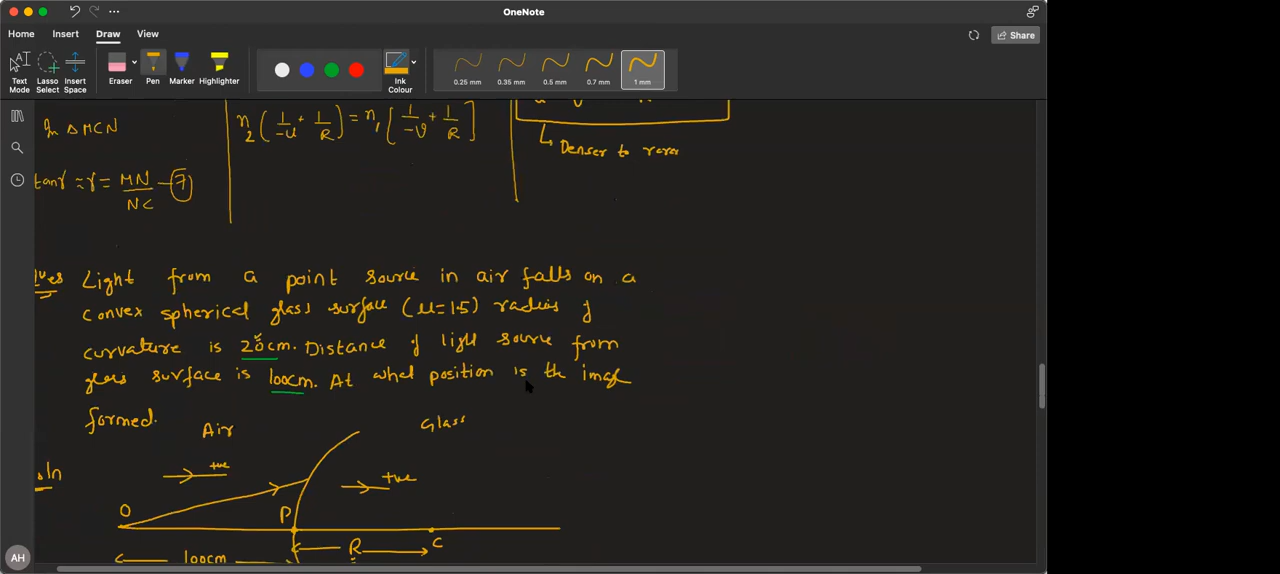 OneNote
Home Insert Draw View
Share
Text Mode Lasso Select Insert Space Eraser Pen Marker Highlighter Ink Colour 0.25 mm 0.35 mm 0.5 mm 0.7 mm 1 mm
In Δ MCN
n₂ (1/-u + 1/R) = n₁ [1/-v + 1/R]
↳ Denser to rarer
tan r ≈ r = MN/NC - ⑦
Ques Light from a point source in air falls on a
convex spherical glass surface (μ=1.5) radius of
curvature is 20cm. Distance of light source from
glass surface is 100cm. At what position is the image
formed.
Air Glass
soln
+ve +ve
O P C
100cm R
AH